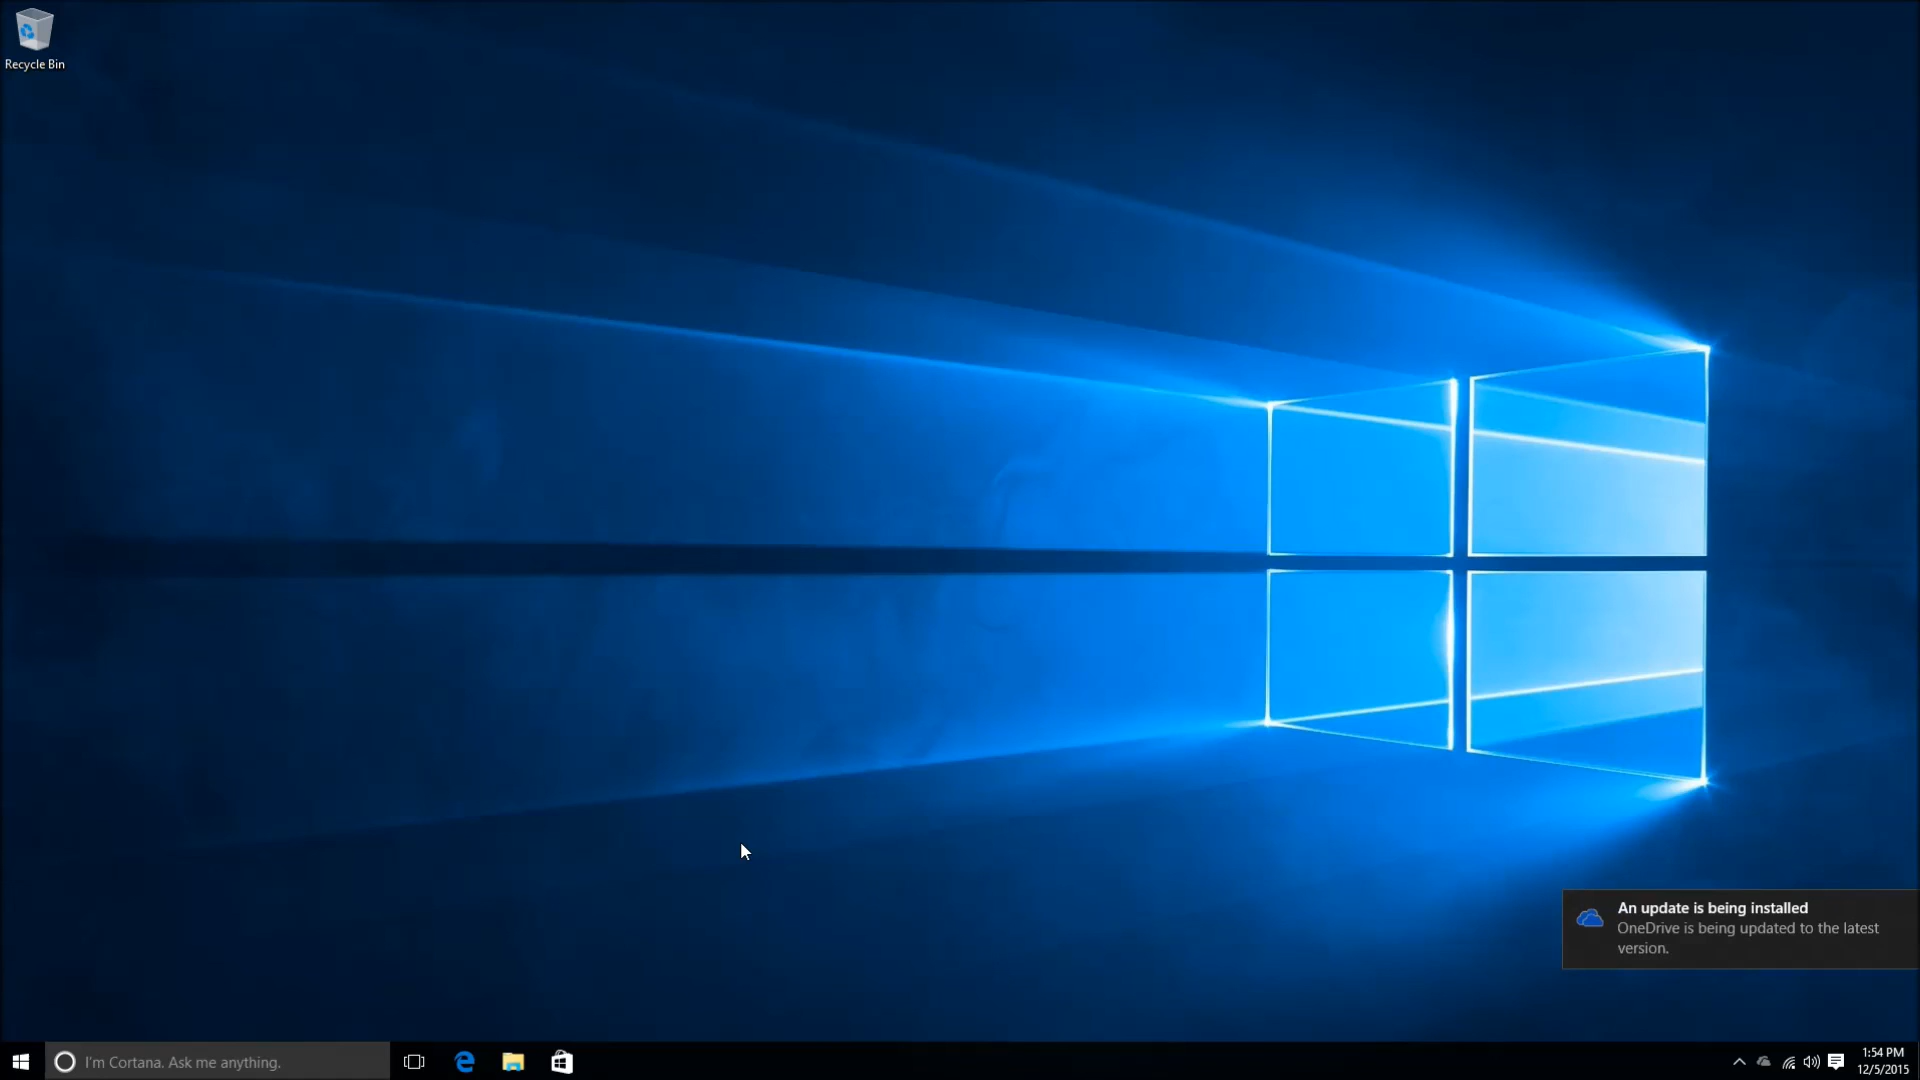 Recycle Bin
An update is being installed
OneDrive is being updated to the latest
version.
I'm Cortana. Ask me anything.
1:54 PM
12/5/2015